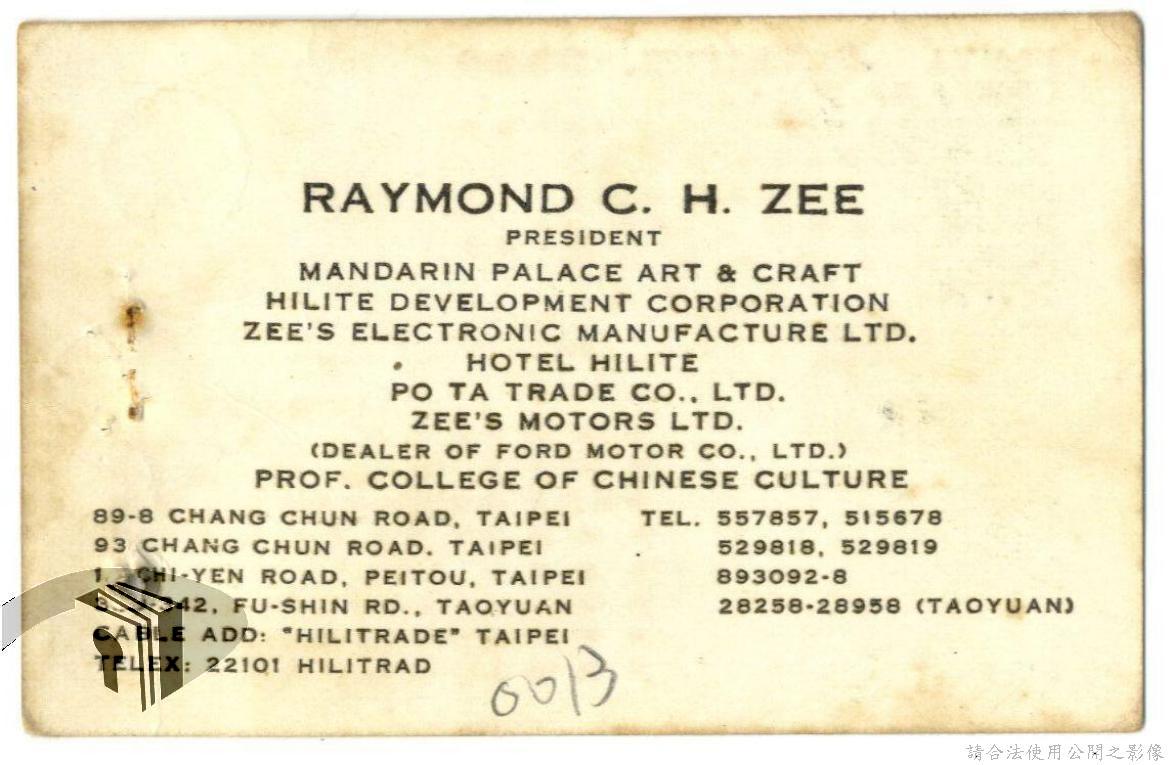 RAYMOND C. H. ZEE
PRESIDENT
MANDARIN PALACE ART & CRAFT
HILITE DEVELOPMENT CORPORATION
ZEE'S ELECTRONIC MANUFACTURE LTD.
HOTEL HILITE
PO TA TRADE CO., LTD.
ZEE'S MOTORS LTD.
(DEALER OF FORD MOTOR CO., LTD.)
PROF. COLLEGE OF CHINESE CULTURE
89-8 CHANG CHUN ROAD, TAIPEI TEL. 557857, 515678
93 CHANG CHUN ROAD. TAIPEI 529818, 529819
CHI-YEN ROAD, PEITOU, TAIPEI 893092-8
FU-SHIN RD., TAOYUAN 28258-28958 (TAOYUAN)
CABLE ADD: "HILITRADE" TAIPEI
TELEX: 22101 HILITRAD
0013
請合法使用公開之影像